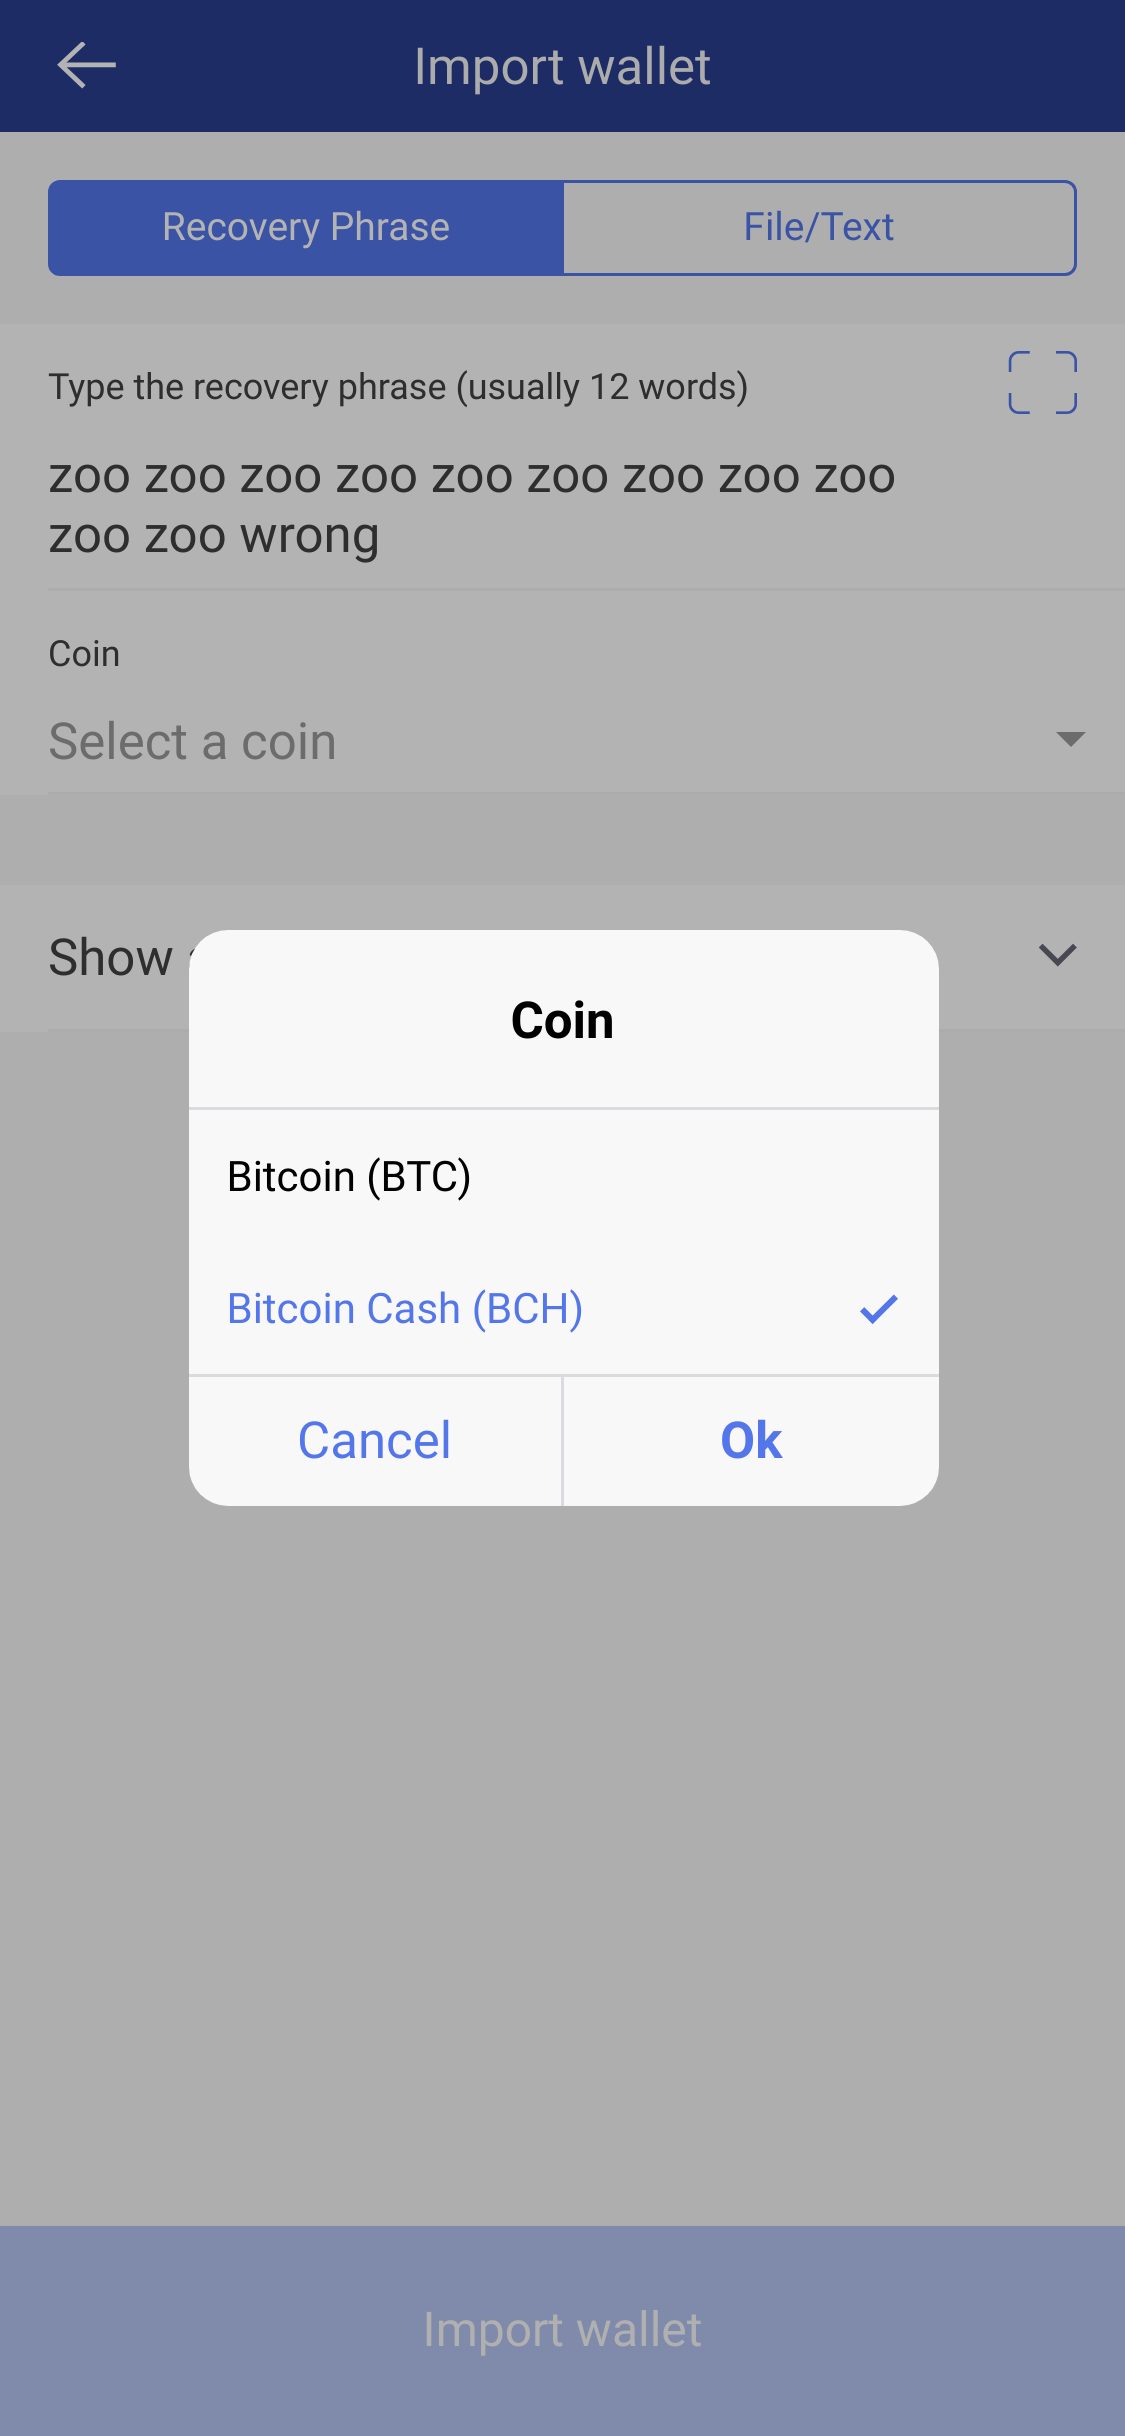 Import wallet
Recovery Phrase
File/Text
Type the recovery phrase (usually 12 words)
zoo zoo zoo zoo zoo zoo zoo zoo zoo
zoo zoo wrong
Coin
Select a coin
Show
Coin
Bitcoin (BTC)
Bitcoin Cash (BCH)
Cancel
Ok
Import wallet